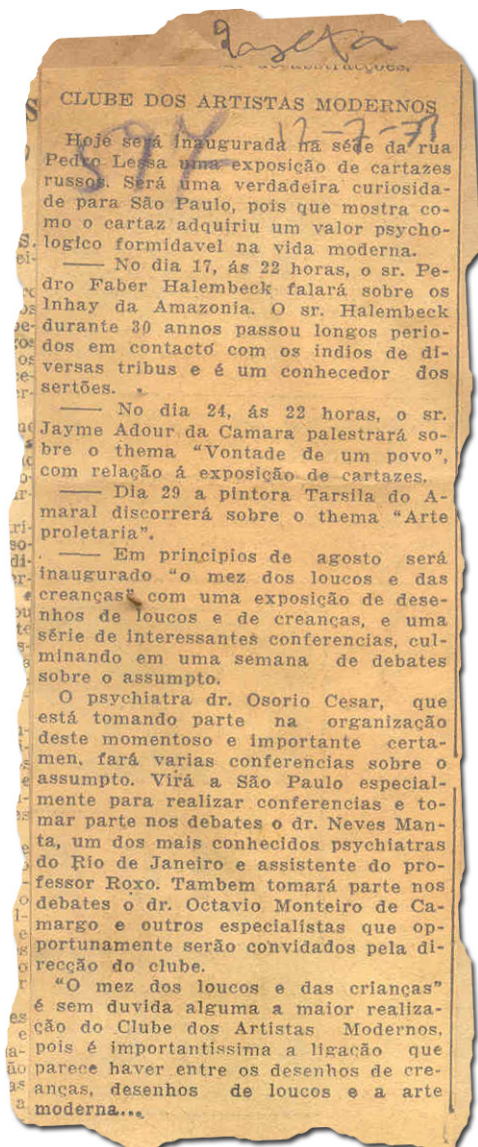 Gazeta
CLUBE DOS ARTISTAS MODERNOS
Hoje será inaugurada na séde da rua
Pedro Lessa uma exposição de cartazes
russos. Será uma verdadeira curiosida-
de para São Paulo, pois que mostra co-
mo o cartaz adquiriu um valor psycho-
logico formidavel na vida moderna.
—— No dia 17, ás 22 horas, o sr. Pe-
dro Faber Halembeck falará sobre os
Inhay da Amazonia. O sr. Halembeck
durante 30 annos passou longos perio-
dos em contacto com os indios de di-
versas tribus e é um conhecedor dos
sertões.
—— No dia 24, ás 22 horas, o sr.
Jayme Adour da Camara palestrará so-
bre o thema "Vontade de um povo",
com relação á exposição de cartazes.
—— Dia 29 a pintora Tarsila do A-
maral discorrerá sobre o thema "Arte
proletaria".
—— Em principios de agosto será
inaugurado "o mez dos loucos e das
creanças" com uma exposição de dese-
nhos de loucos e de creanças, e uma
série de interessantes conferencias, cul-
minando em uma semana de debates
sobre o assumpto.
O psychiatra dr. Osorio Cesar, que
está tomando parte na organização
deste momentoso e importante certa-
men, fará varias conferencias sobre o
assumpto. Virá a São Paulo especial-
mente para realizar conferencias e to-
mar parte nos debates o dr. Neves Man-
ta, um dos mais conhecidos psychiatras
do Rio de Janeiro e assistente do pro-
fessor Roxo. Tambem tomará parte nos
debates o dr. Octavio Monteiro de Ca-
margo e outros especialistas que op-
portunamente serão convidados pela di-
recção do clube.
"O mez dos loucos e das crianças"
é sem duvida alguma a maior realiza-
ção do Clube dos Artistas Modernos,
pois é importantissima a ligação que
parece haver entre os desenhos de cre-
anças, desenhos de loucos e a arte
moderna...